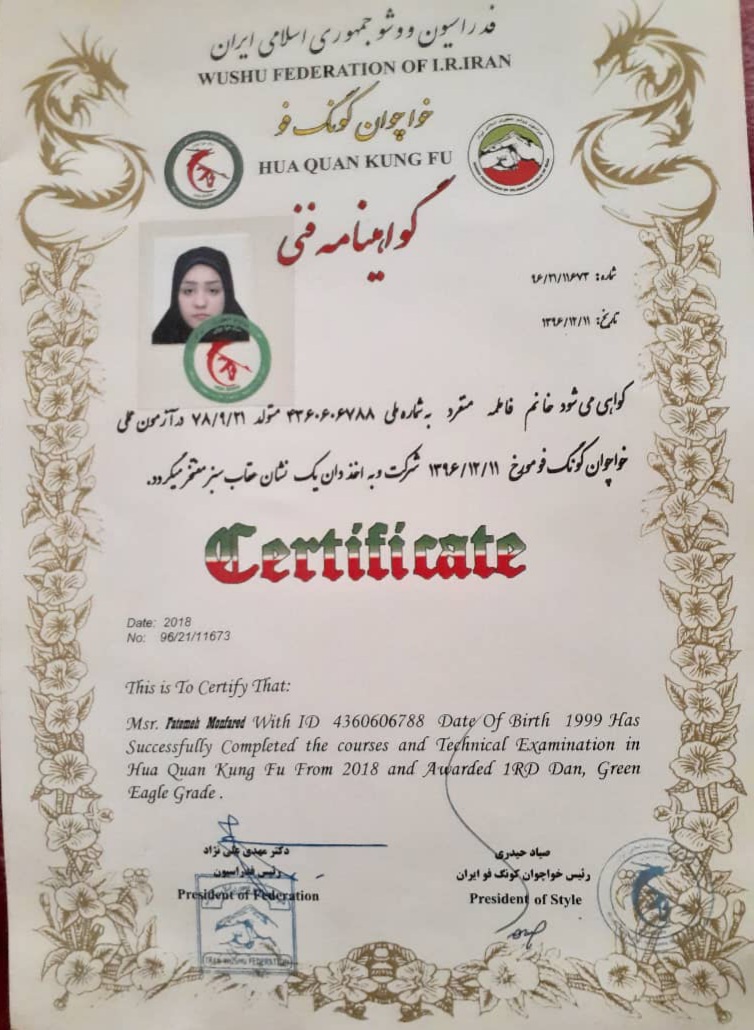 فدراسیون ووشو جمهوری اسلامی ایران
WUSHU FEDERATION OF I.R.IRAN
خواچوان کونگ فو
HUA QUAN KUNG FU
گواهینامه فنی
شماره: ۹۶/۲۱/۱۱۶۷۳
تاریخ: ۱۳۹۶/۱۲/۱۱
گواهی می شود خانم فاطمه منفرد به شماره ملی ۴۳۶۰۶۰۶۷۸۸ متولد ۷۸/۹/۲۱ در آزمون عملی
خواچوان کونگ فو مورخ ۱۳۹۶/۱۲/۱۱ شرکت و به اخذ دان یک نشان عقاب سبز مفتخر میگردد.
Certificate
Date: 2018
No: 96/21/11673
This is To Certify That:
Msr. Fatemeh Monfared With ID 4360606788 Date Of Birth 1999 Has
Successfully Completed the courses and Technical Examination in
Hua Quan Kung Fu From 2018 and Awarded 1RD Dan, Green
Eagle Grade .
دکتر مهدی علی نژاد
رئیس فدراسیون
President of Federation
صیاد حیدری
رئیس خواچوان کونگ فو ایران
President of Style
IRAN WUSHU FEDERATION